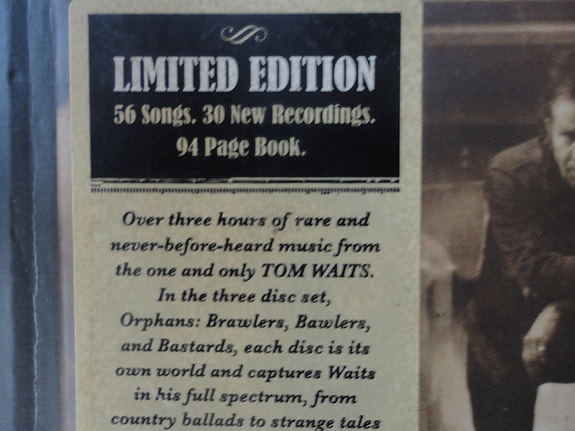 LIMITED EDITION
56 Songs. 30 New Recordings.
94 Page Book.
Over three hours of rare and
never-before-heard music from
the one and only TOM WAITS.
In the three disc set,
Orphans: Brawlers, Bawlers,
and Bastards, each disc is its
own world and captures Waits
in his full spectrum, from
country ballads to strange tales